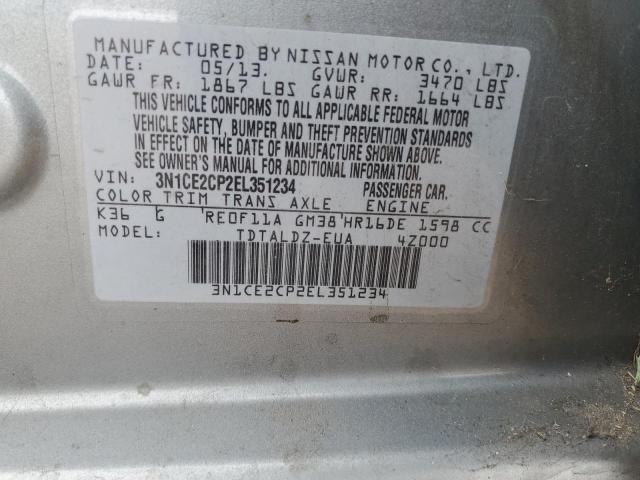 MANUFACTURED BY NISSAN MOTOR CO., LTD.
DATE: 05/13. GVWR: 3470 LBS
GAWR FR: 1867 LBS GAWR RR: 1664 LBS
THIS VEHICLE CONFORMS TO ALL APPLICABLE FEDERAL MOTOR
VEHICLE SAFETY, BUMPER AND THEFT PREVENTION STANDARDS
IN EFFECT ON THE DATE OF MANUFACTURE SHOWN ABOVE.
SEE OWNER'S MANUAL FOR ADDITIONAL INFORMATION.
VIN: 3N1CE2CP2EL351234 PASSENGER CAR.
COLOR TRIM TRANS AXLE ENGINE
K36 G RE0F11A GM38 HR16DE 1598 CC
MODEL: TDTALDZ-EUA 4Z000
3N1CE2CP2EL351234